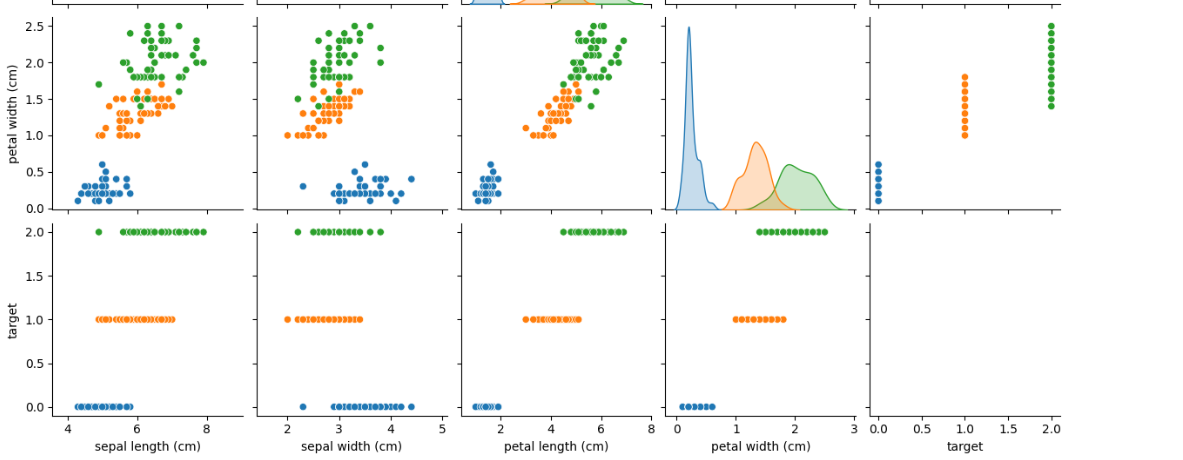 2.5
2.0
1.5
1.0
0.5
0.0
petal width (cm)
2.0
1.5
1.0
0.5
0.0
target
4 6 8
2 3 4 5
2 4 6 8
0 1 2 3
0.0 0.5 1.0 1.5 2.0
sepal length (cm)
sepal width (cm)
petal length (cm)
petal width (cm)
target